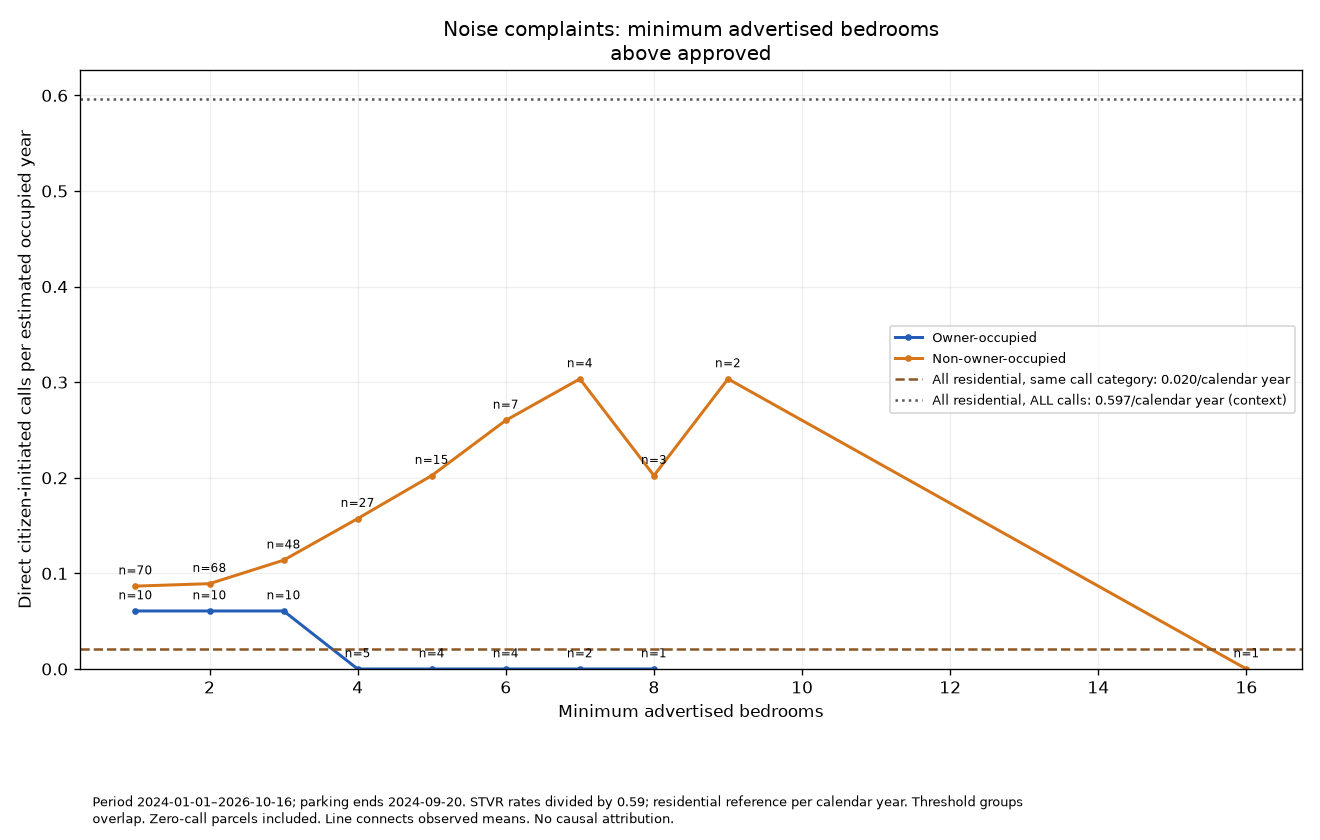 Noise complaints: minimum advertised bedrooms
above approved
Direct citizen-initiated calls per estimated occupied year
0.6
0.5
0.4
0.3
0.2
0.1
0.0
n=70
n=68
n=48
n=27
n=15
n=7
n=4
n=3
n=2
n=1
n=10
n=10
n=10
n=5
n=4
n=4
n=2
n=1
Owner-occupied
Non-owner-occupied
All residential, same call category: 0.020/calendar year
All residential, ALL calls: 0.597/calendar year (context)
2
4
6
8
10
12
14
16
Minimum advertised bedrooms
Period 2024-01-01–2026-10-16; parking ends 2024-09-20. STVR rates divided by 0.59; residential reference per calendar year. Threshold groups
overlap. Zero-call parcels included. Line connects observed means. No causal attribution.